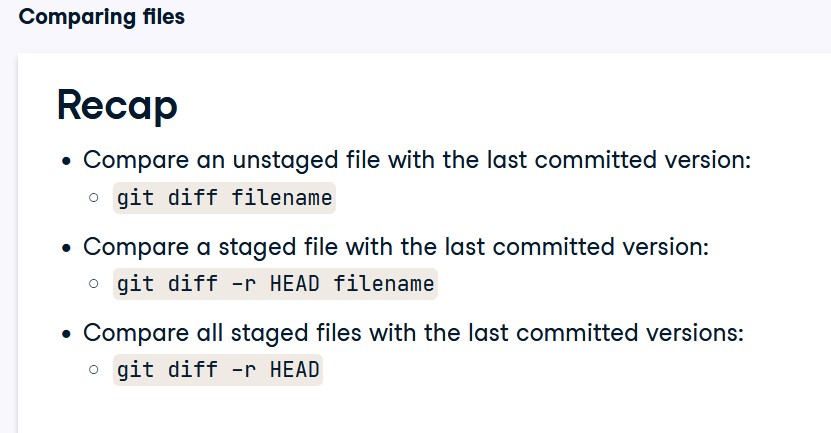 Comparing files
Recap
• Compare an unstaged file with the last committed version:
○ git diff filename
• Compare a staged file with the last committed version:
○ git diff -r HEAD filename
• Compare all staged files with the last committed versions:
○ git diff -r HEAD